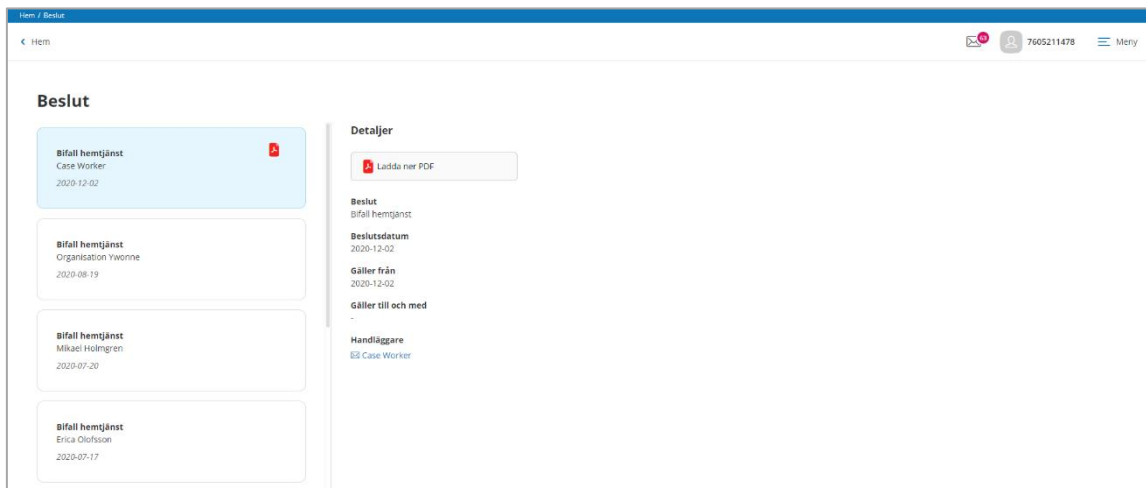 Hem / Beslut
Hem
63
7605211478
Meny
Beslut
Bifall hemtjänst
Case Worker
2020-12-02
Bifall hemtjänst
Organisation Ywonne
2020-08-19
Bifall hemtjänst
Mikael Holmgren
2020-07-20
Bifall hemtjänst
Erica Olofsson
2020-07-17
Detaljer
Ladda ner PDF
Beslut
Bifall hemtjänst
Beslutsdatum
2020-12-02
Gäller från
2020-12-02
Gäller till och med
-
Handläggare
Case Worker